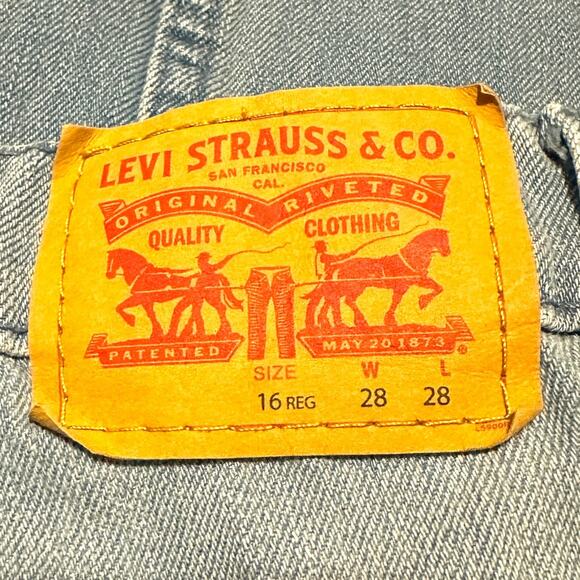 LEVI STRAUSS & CO.
SAN FRANCISCO
CAL.
ORIGINAL RIVETED
QUALITY CLOTHING
PATENTED MAY 20 1873 ®
SIZE W L
16 REG 28 28